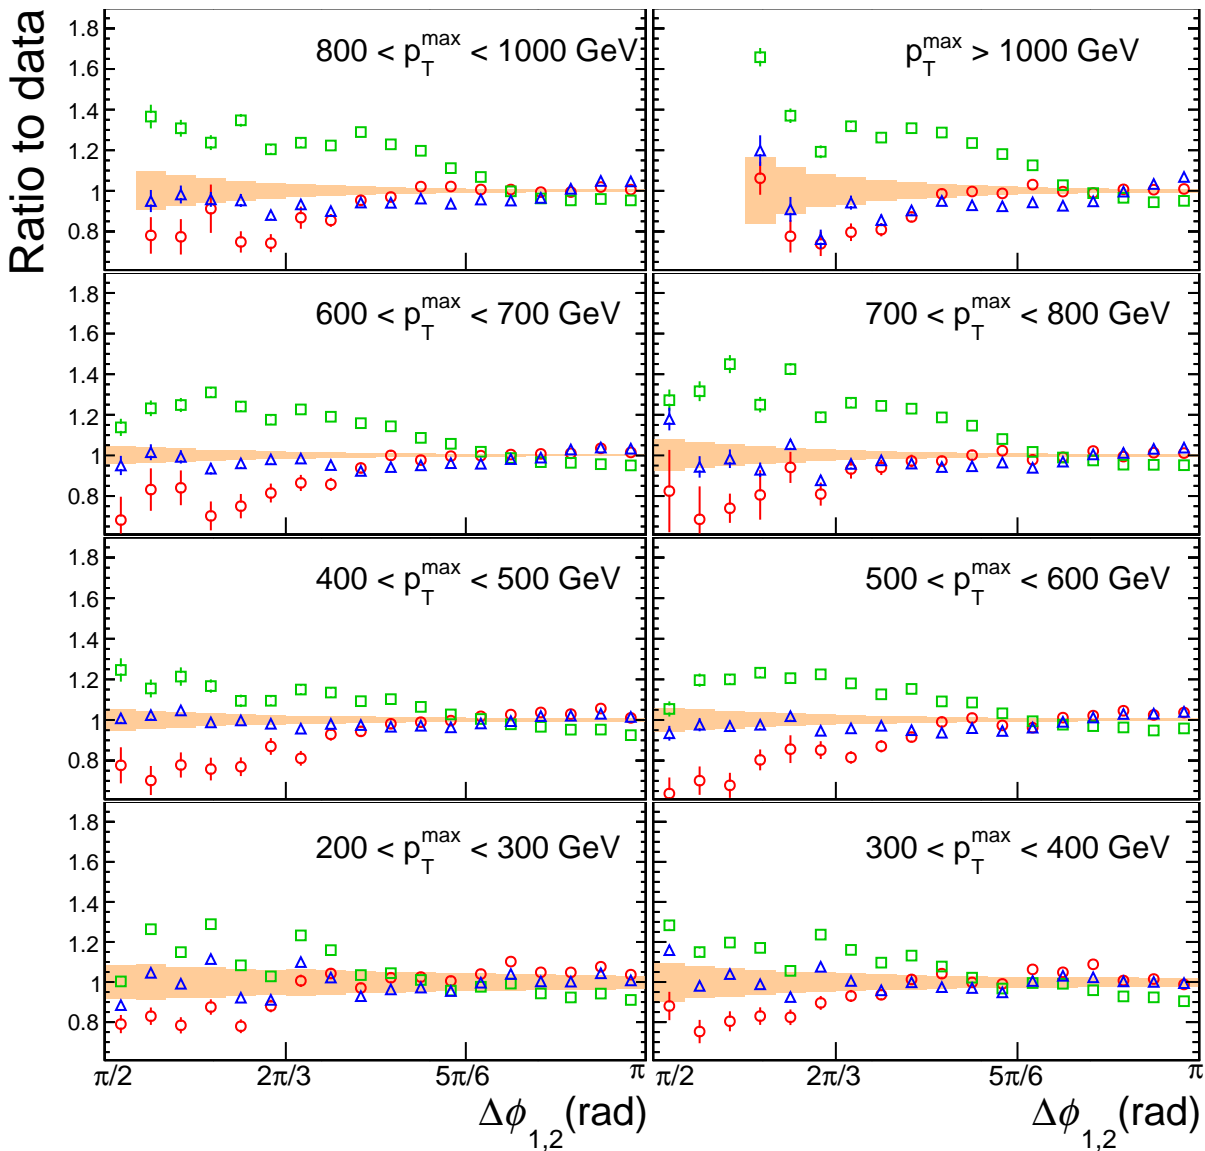 Ratio to data
1.8
1.6
1.4
1.2
1
0.8
800 < p_T^max < 1000 GeV
p_T^max > 1000 GeV
1.8
1.6
1.4
1.2
1
0.8
600 < p_T^max < 700 GeV
700 < p_T^max < 800 GeV
1.8
1.6
1.4
1.2
1
0.8
400 < p_T^max < 500 GeV
500 < p_T^max < 600 GeV
1.8
1.6
1.4
1.2
1
0.8
200 < p_T^max < 300 GeV
300 < p_T^max < 400 GeV
π/2 2π/3 5π/6 π
π/2 2π/3 5π/6 π
Δϕ_1,2 (rad)
Δϕ_1,2 (rad)